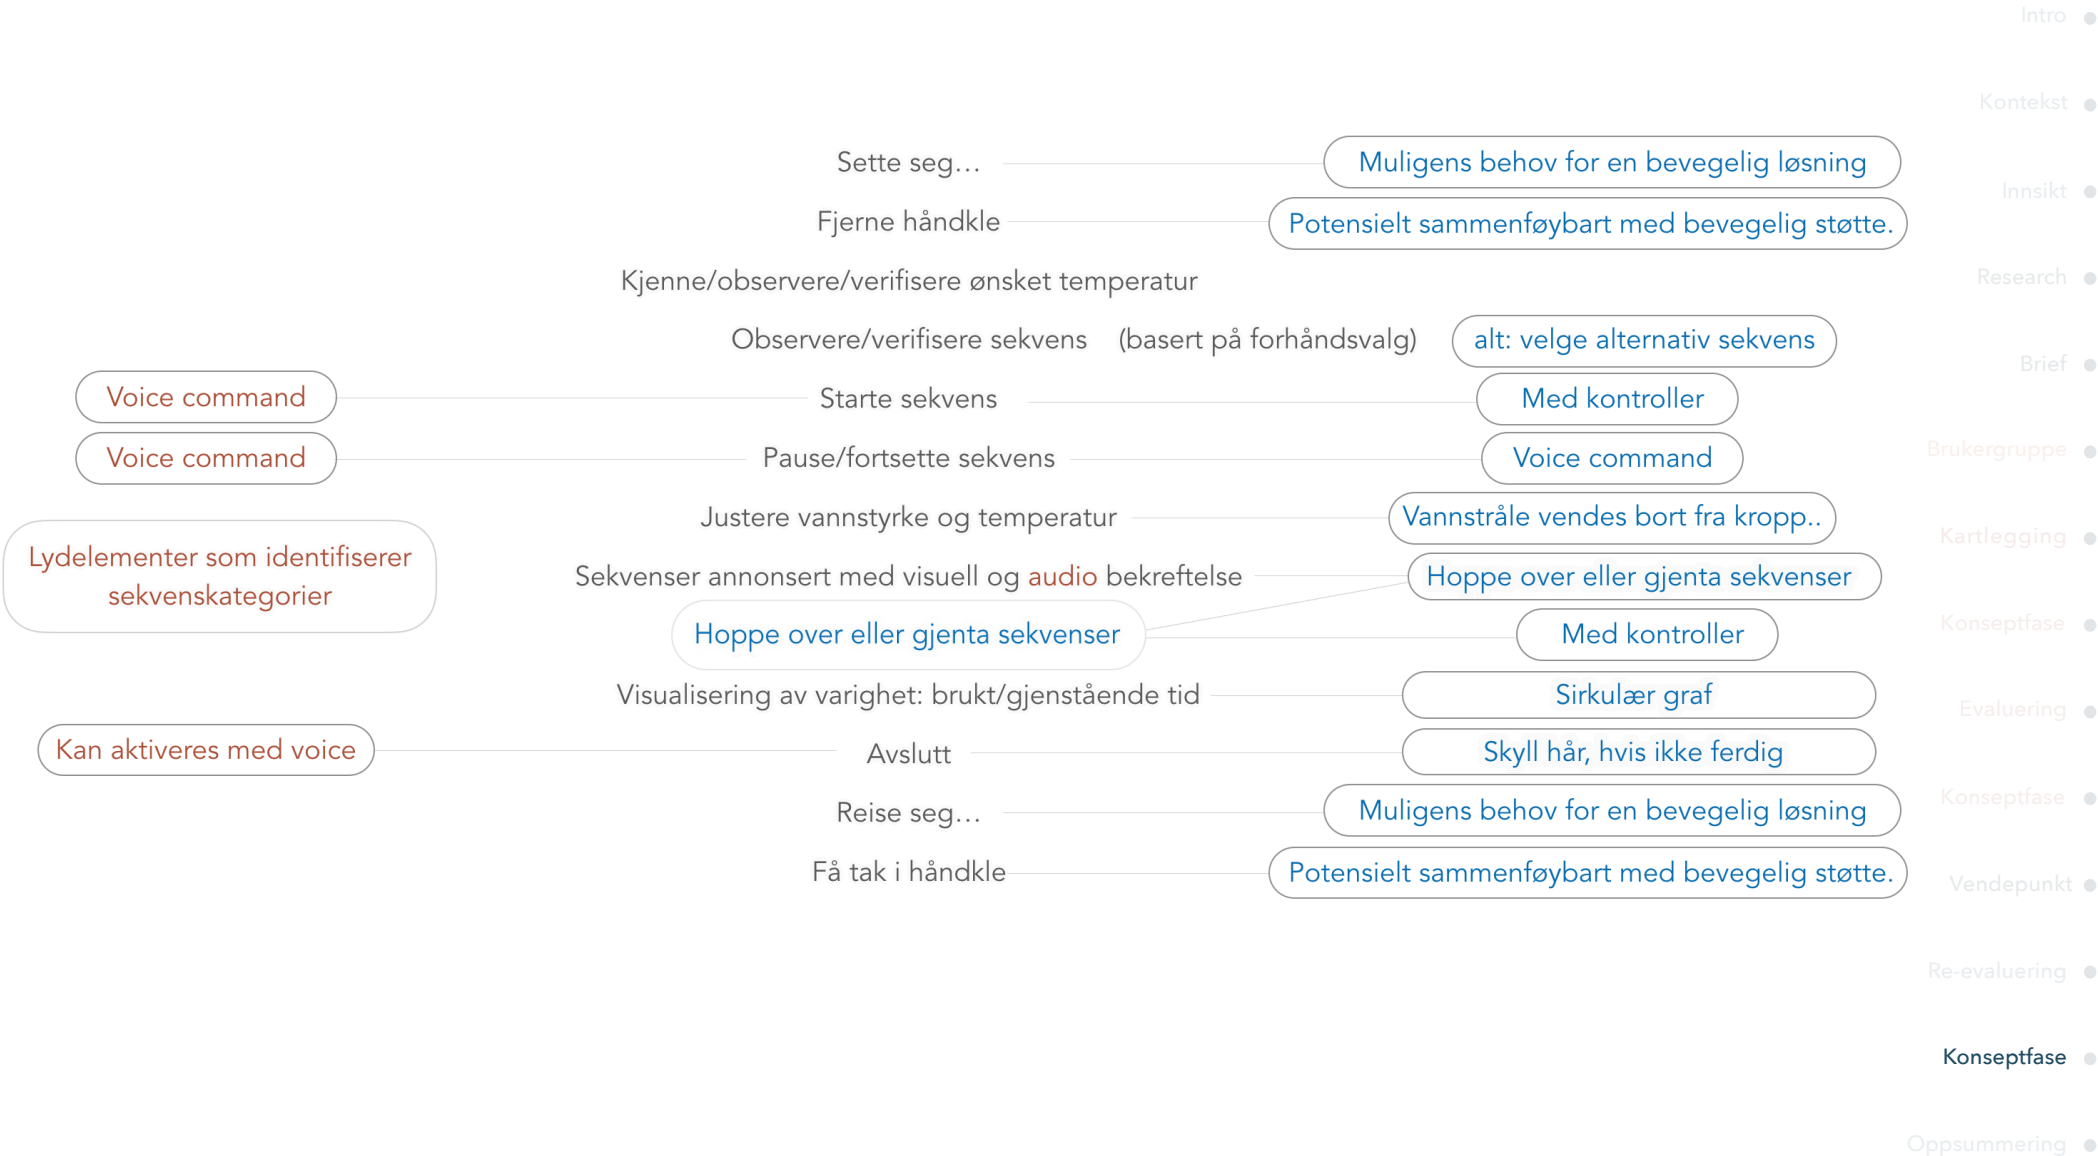 Intro
Kontekst
Sette seg... Muligens behov for en bevegelig løsning
Innsikt
Fjerne håndkle Potensielt sammenføybart med bevegelig støtte.
Kjenne/observere/verifisere ønsket temperatur
Research
Observere/verifisere sekvens (basert på forhåndsvalg) alt: velge alternativ sekvens
Brief
Voice command Starte sekvens Med kontroller
Brukergruppe
Voice command Pause/fortsette sekvens Voice command
Justere vannstyrke og temperatur Vannstråle vendes bort fra kropp..
Kartlegging
Lydelementer som identifiserer
sekvenskategorier
Sekvenser annonsert med visuell og audio bekreftelse Hoppe over eller gjenta sekvenser
Konseptfase
Hoppe over eller gjenta sekvenser Med kontroller
Visualisering av varighet: brukt/gjenstående tid Sirkulær graf
Evaluering
Kan aktiveres med voice Avslutt Skyll hår, hvis ikke ferdig
Konseptfase
Reise seg... Muligens behov for en bevegelig løsning
Få tak i håndkle Potensielt sammenføybart med bevegelig støtte.
Vendepunkt
Re-evaluering
Konseptfase
Oppsummering